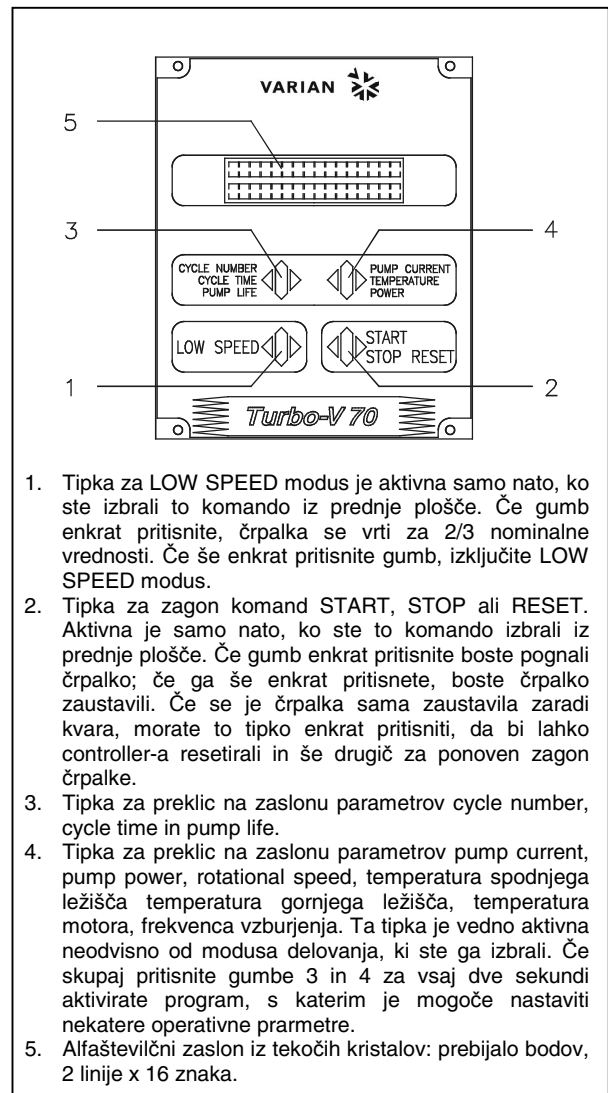 VARIAN
5
3
4
CYCLE NUMBER
CYCLE TIME
PUMP LIFE
PUMP CURRENT
TEMPERATURE
POWER
LOW SPEED
START
STOP RESET
1
2
Turbo-V 70
1. Tipka za LOW SPEED modus je aktivna samo nato, ko
ste izbrali to komando iz prednje plošče. Če gumb
enkrat pritisnite, črpalka se vrti za 2/3 nominalne
vrednosti. Če še enkrat pritisnite gumb, izključite LOW
SPEED modus.
2. Tipka za zagon komand START, STOP ali RESET.
Aktivna je samo nato, ko ste to komando izbrali iz
prednje plošče. Če gumb enkrat pritisnite boste pognali
črpalko; če ga še enkrat pritisnete, boste črpalko
zaustavili. Če se je črpalka sama zaustavila zaradi
kvara, morate to tipko enkrat pritisniti, da bi lahko
controller-a resetirali in še drugič za ponoven zagon
črpalke.
3. Tipka za preklic na zaslonu parametrov cycle number,
cycle time in pump life.
4. Tipka za preklic na zaslonu parametrov pump current,
pump power, rotational speed, temperatura spodnjega
ležišča temperatura gornjega ležišča, temperatura
motora, frekvenca vzburjenja. Ta tipka je vedno aktivna
neodvisno od modusa delovanja, ki ste ga izbrali. Če
skupaj pritisnite gumbe 3 in 4 za vsaj dve sekundi
aktivirate program, s katerim je mogoče nastaviti
nekatere operativne prarmetre.
5. Alfaštevilčni zaslon iz tekočih kristalov: prebijalo bodov,
2 linije x 16 znaka.